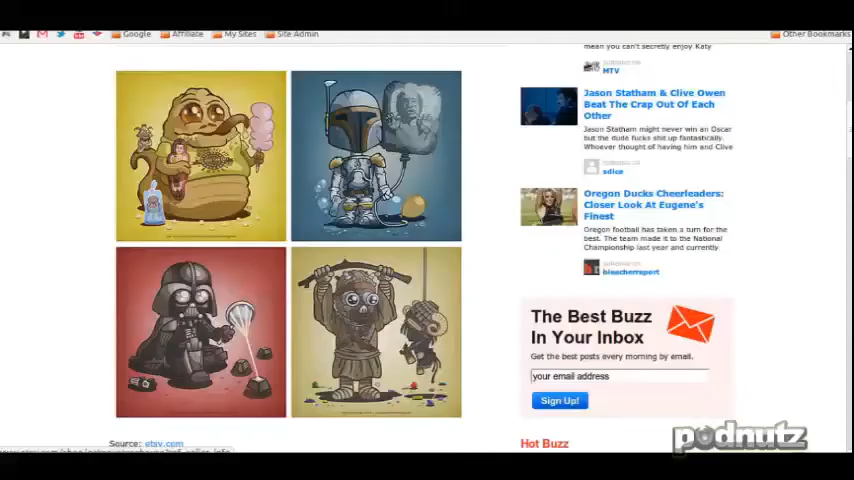 Google
Affiliate
My Sites
Site Admin
Other Bookmarks
mean you can't secretly enjoy Katy
MTV
Jason Statham & Clive Owen
Beat The Crap Out Of Each
Other
Jason Statham might never win an Oscar
but the dude fucks shit up fantastically.
Whoever thought of having him and Clive
sdice
Oregon Ducks Cheerleaders:
Closer Look At Eugene's
Finest
Oregon football has taken a turn for the
best. The team made it to the National
Championship last year and currently
bleacherreport
The Best Buzz
In Your Inbox
Get the best posts every morning by email.
your email address
Sign Up!
Source: etsy.com
Hot Buzz
podnutz